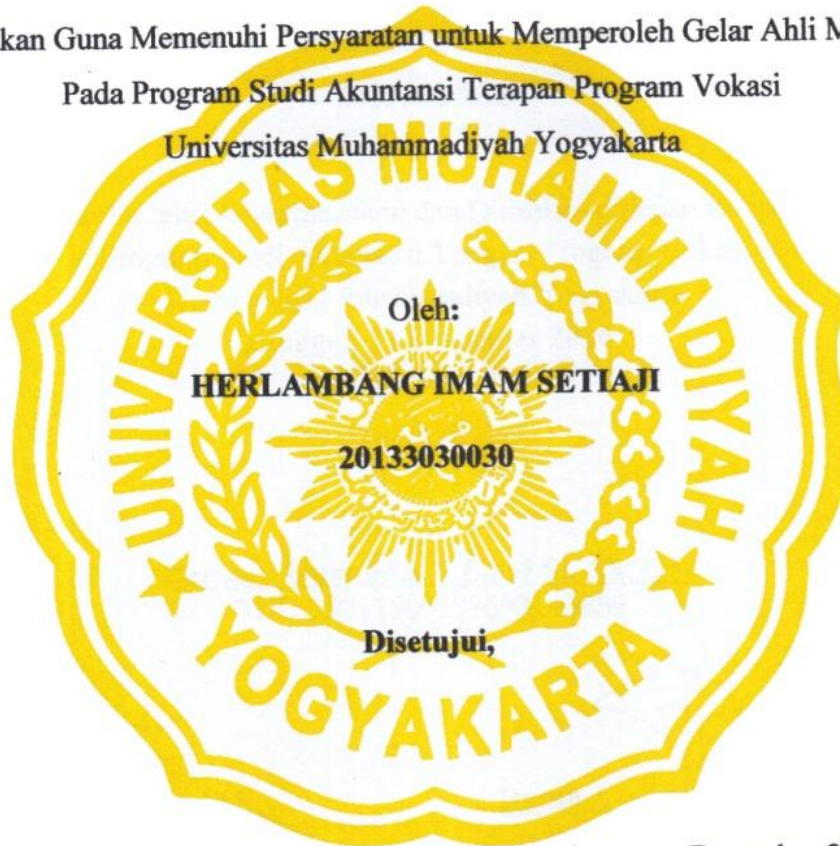 kan Guna Memenuhi Persyaratan untuk Memperoleh Gelar Ahli M
Pada Program Studi Akuntansi Terapan Program Vokasi
Universitas Muhammadiyah Yogyakarta
UNIVERSITAS MUHAMMADIYAH
Oleh:
HERLAMBANG IMAM SETIAJI
20133030030
Disetujui,
YOGYAKARTA